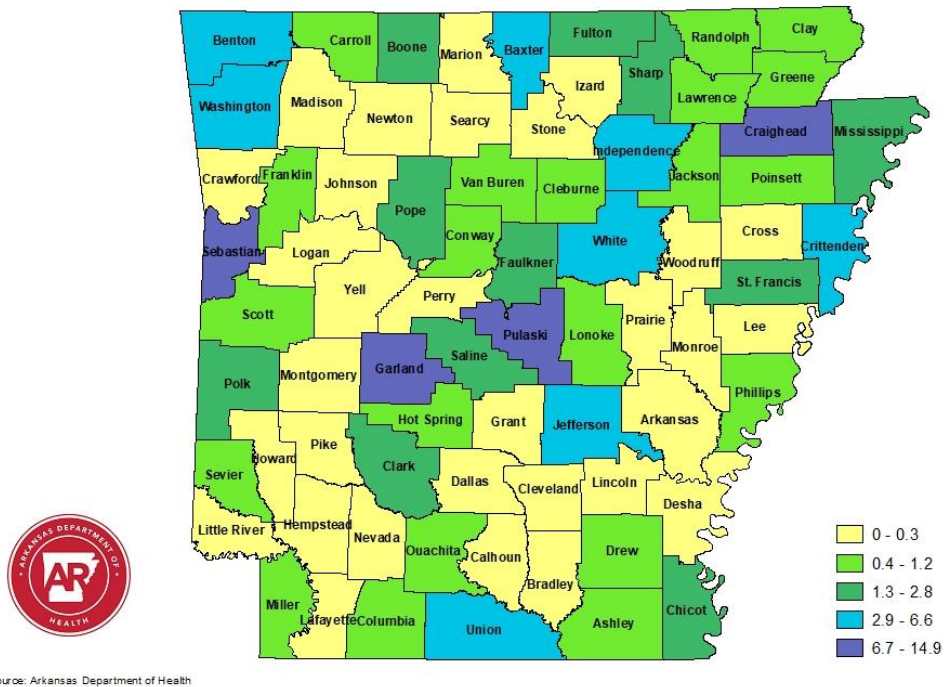 Benton
Carroll
Boone
Marion
Baxter
Fulton
Randolph
Clay
Washington
Madison
Newton
Searcy
Stone
Izard
Sharp
Lawrence
Greene
Craighead
Mississippi
Crawford
Franklin
Johnson
Pope
Van Buren
Cleburne
Independence
Jackson
Poinsett
Sebastian
Logan
Conway
Faulkner
White
Woodruff
Cross
Crittenden
St. Francis
Scott
Yell
Perry
Pulaski
Lonoke
Prairie
Monroe
Lee
Polk
Montgomery
Garland
Saline
Phillips
Hot Spring
Grant
Jefferson
Arkansas
Howard
Pike
Clark
Sevier
Dallas
Cleveland
Lincoln
Desha
Little River
Hempstead
Nevada
Ouachita
Calhoun
Bradley
Drew
Chicot
Miller
Lafayette
Columbia
Union
Ashley
0 - 0.3
0.4 - 1.2
1.3 - 2.8
2.9 - 6.6
6.7 - 14.9
ARKANSAS DEPARTMENT OF
AR
HEALTH
ource: Arkansas Department of Health